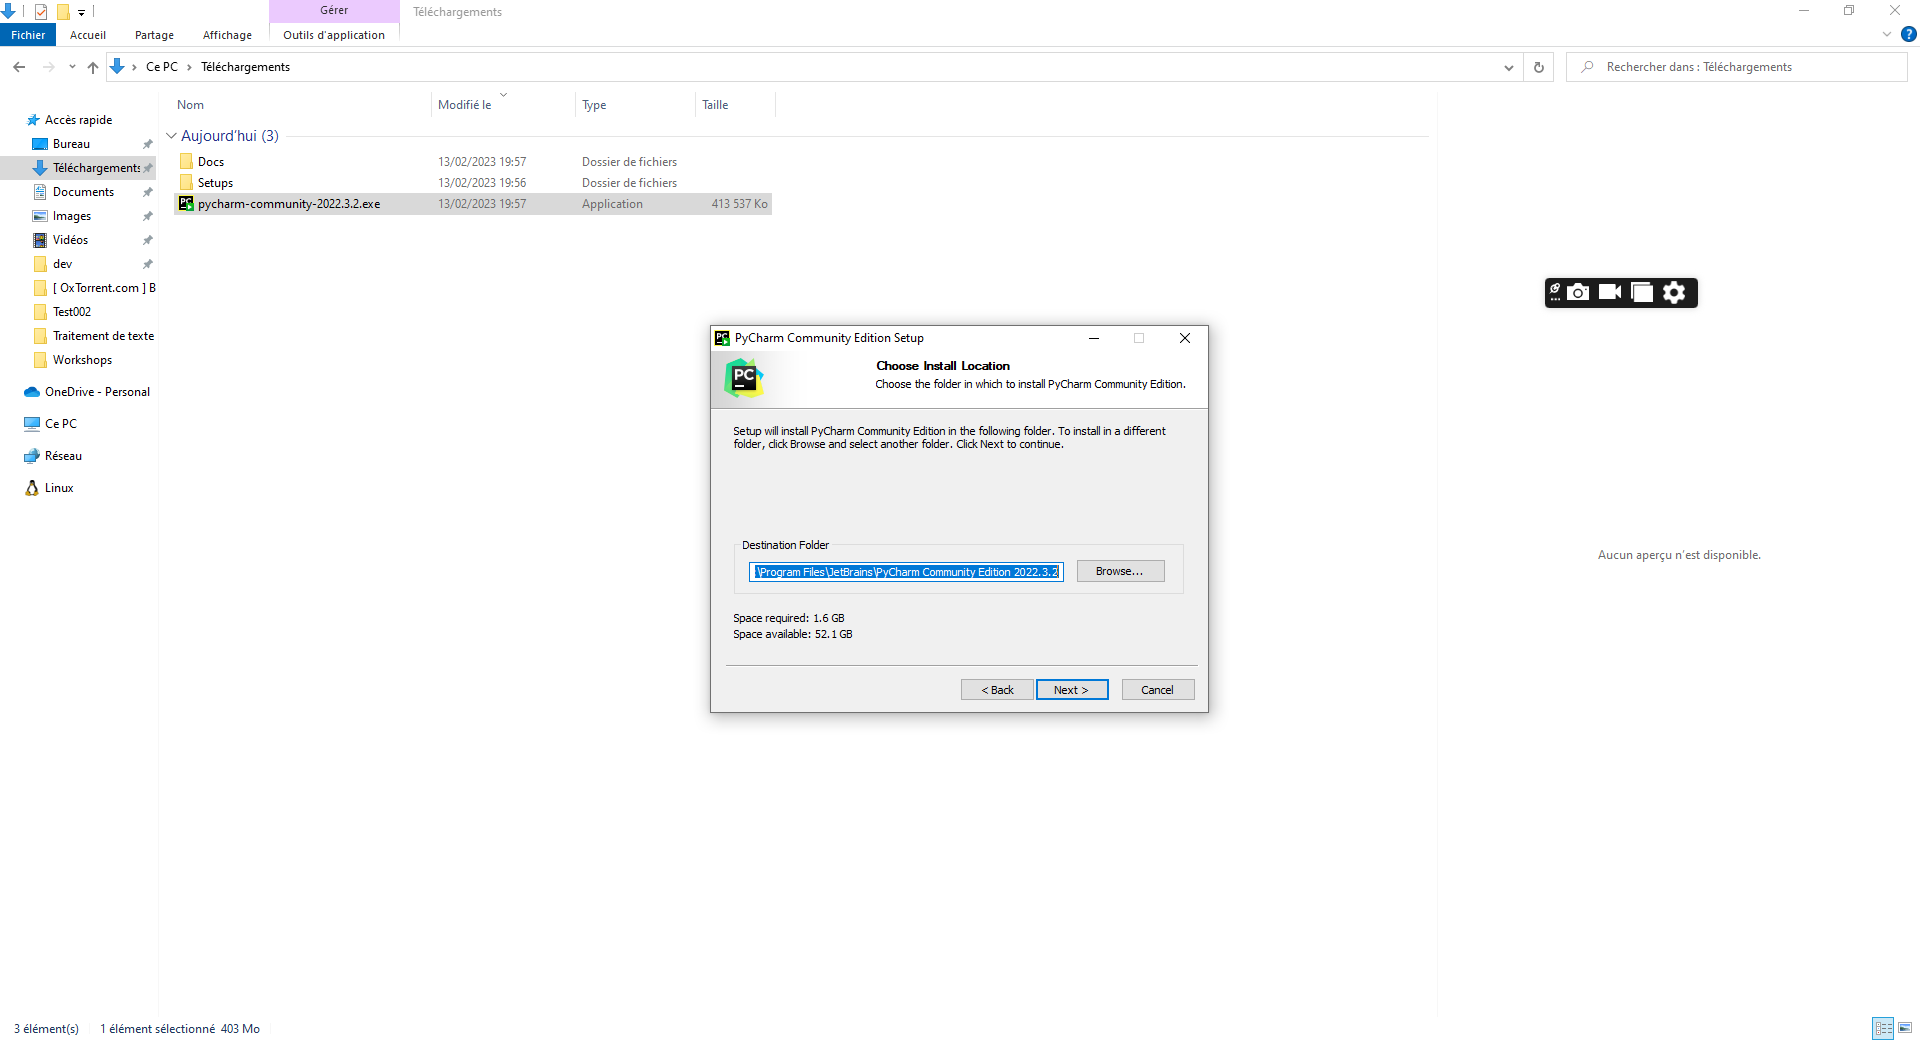 Gérer
Téléchargements
Fichier
Accueil
Partage
Affichage
Outils d'application
?
Ce PC > Téléchargements
Rechercher dans : Téléchargements
Nom
Modifié le
Type
Taille
Accès rapide
Bureau
Téléchargements
Documents
Images
Vidéos
dev
[ OxTorrent.com ] B
Test002
Traitement de texte
Workshops
OneDrive - Personal
Ce PC
Réseau
Linux
Aujourd'hui (3)
Docs 13/02/2023 19:57 Dossier de fichiers
Setups 13/02/2023 19:56 Dossier de fichiers
pycharm-community-2022.3.2.exe 13/02/2023 19:57 Application 413 537 Ko
PyCharm Community Edition Setup
PC
Choose Install Location
Choose the folder in which to install PyCharm Community Edition.
Setup will install PyCharm Community Edition in the following folder. To install in a different
folder, click Browse and select another folder. Click Next to continue.
Destination Folder
:\Program Files\JetBrains\PyCharm Community Edition 2022.3.2
Browse...
Space required: 1.6 GB
Space available: 52.1 GB
< Back
Next >
Cancel
Aucun aperçu n'est disponible.
3 élément(s)
1 élément sélectionné 403 Mo